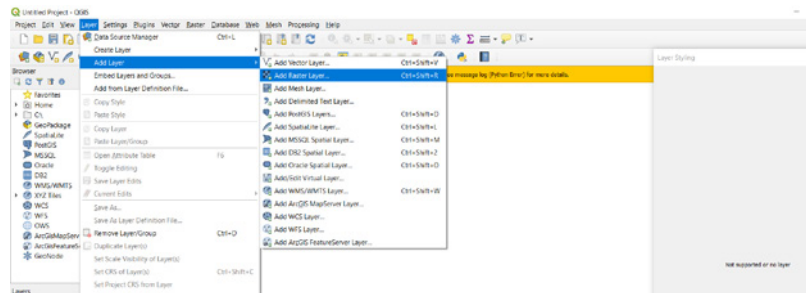 Untitled Project - QGIS
Project Edit View Layer Settings Plugins Vector Raster Database Web Mesh Processing Help
Data Source Manager Ctrl+L
Create Layer
Add Layer
Embed Layers and Groups...
Add from Layer Definition File...
Copy Style
Paste Style
Copy Layer
Paste Layer/Group
Open Attribute Table F6
Toggle Editing
Save Layer Edits
Current Edits
Save As...
Save As Layer Definition File...
Remove Layer/Group Ctrl+D
Duplicate Layer(s)
Set Scale Visibility of Layer(s)
Set CRS of Layer(s) Ctrl+Shift+C
Set Project CRS from Layer
Add Vector Layer... Ctrl+Shift+V
Add Raster Layer... Ctrl+Shift+R
Add Mesh Layer...
Add Delimited Text Layer...
Add PostGIS Layers... Ctrl+Shift+D
Add SpatiaLite Layer... Ctrl+Shift+L
Add MSSQL Spatial Layer... Ctrl+Shift+M
Add DB2 Spatial Layer... Ctrl+Shift+2
Add Oracle Spatial Layer... Ctrl+Shift+O
Add/Edit Virtual Layer...
Add WMS/WMTS Layer... Ctrl+Shift+W
Add ArcGIS MapServer Layer...
Add WCS Layer...
Add WFS Layer...
Add ArcGIS FeatureServer Layer...
message log (Python Error) for more details.
Layer Styling
Not supported or no layer
Browser
Favorites
Home
C:\
GeoPackage
SpatiaLite
PostGIS
MSSQL
Oracle
DB2
WMS/WMTS
XYZ Tiles
WCS
WFS
OWS
ArcGisMapServ
ArcGisFeatureS
GeoNode
Layers